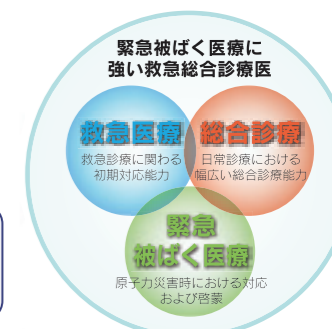 緊急被ばく医療に
強い救急総合診療医
救急医療
救急診療に関わる
初期対応能力
総合診療
日常診療における
幅広い総合診療能力
緊急
被ばく医療
原子力災害時における対応
および啓蒙